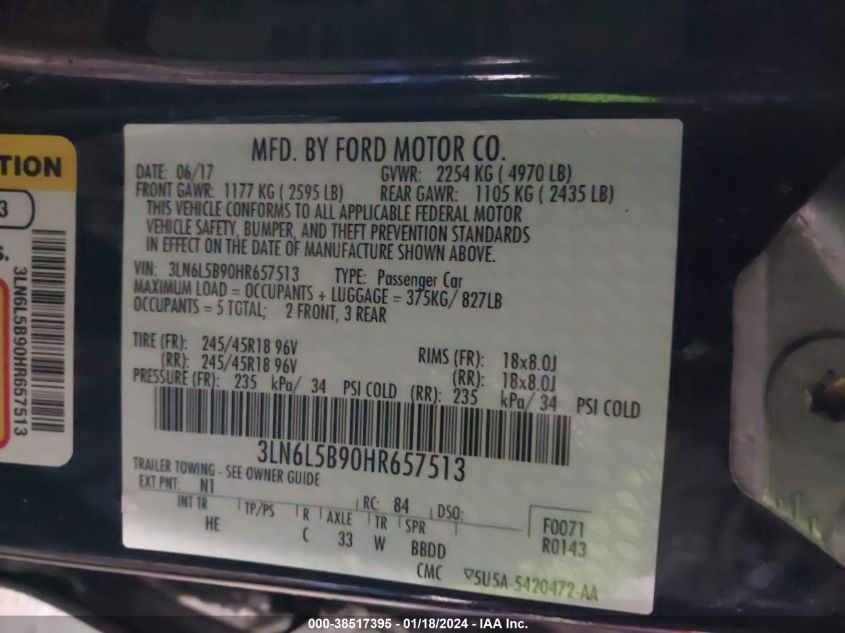 TION
3
S.
3LN6L5B90HR657513
MFD. BY FORD MOTOR CO.
DATE: 06/17 GVWR: 2254 KG ( 4970 LB)
FRONT GAWR: 1177 KG ( 2595 LB) REAR GAWR: 1105 KG ( 2435 LB)
THIS VEHICLE CONFORMS TO ALL APPLICABLE FEDERAL MOTOR
VEHICLE SAFETY, BUMPER, AND THEFT PREVENTION STANDARDS
IN EFFECT ON THE DATE OF MANUFACTURE SHOWN ABOVE.
VIN: 3LN6L5B90HR657513 TYPE: Passenger Car
MAXIMUM LOAD = OCCUPANTS + LUGGAGE = 375KG/ 827LB
OCCUPANTS = 5 TOTAL; 2 FRONT, 3 REAR
TIRE (FR): 245/45R18 96V RIMS (FR): 18x8.0J
(RR): 245/45R18 96V (RR): 18x8.0J
PRESSURE (FR): 235 kPa/ 34 PSI COLD (RR): 235 kPa/ 34 PSI COLD
3LN6L5B90HR657513
TRAILER TOWING - SEE OWNER GUIDE
EXT PNT: N1 RC: 84 DSO:
INT TR TP/PS R AXLE TR SPR F0071
HE C 33 W BBDD R0143
CMC ▽5U5A-5420472-AA
000-38517395 - 01/18/2024 - IAA Inc.